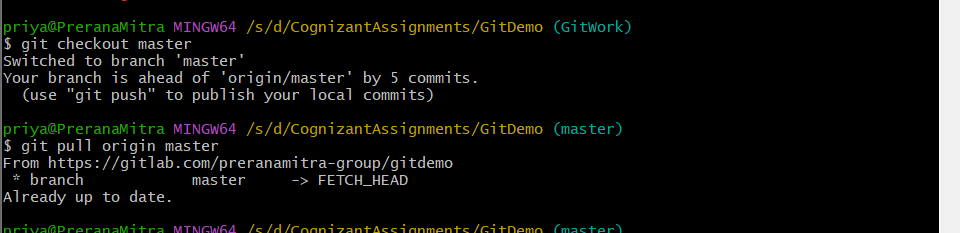 priya@PreranaMitra MINGW64 /s/d/CognizantAssignments/GitDemo (GitWork)
$ git checkout master
Switched to branch 'master'
Your branch is ahead of 'origin/master' by 5 commits.
  (use "git push" to publish your local commits)
priya@PreranaMitra MINGW64 /s/d/CognizantAssignments/GitDemo (master)
$ git pull origin master
From https://gitlab.com/preranamitra-group/gitdemo
 * branch            master     -> FETCH_HEAD
Already up to date.
priya@PreranaMitra MINGW64 /s/d/CognizantAssignments/GitDemo (master)